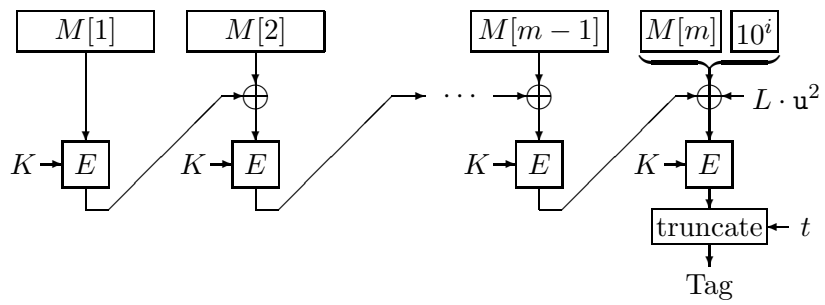 M[1] M[2] M[m − 1] M[m] 10^i
· · · L · u^2
K E K E K E K E
truncate t
Tag